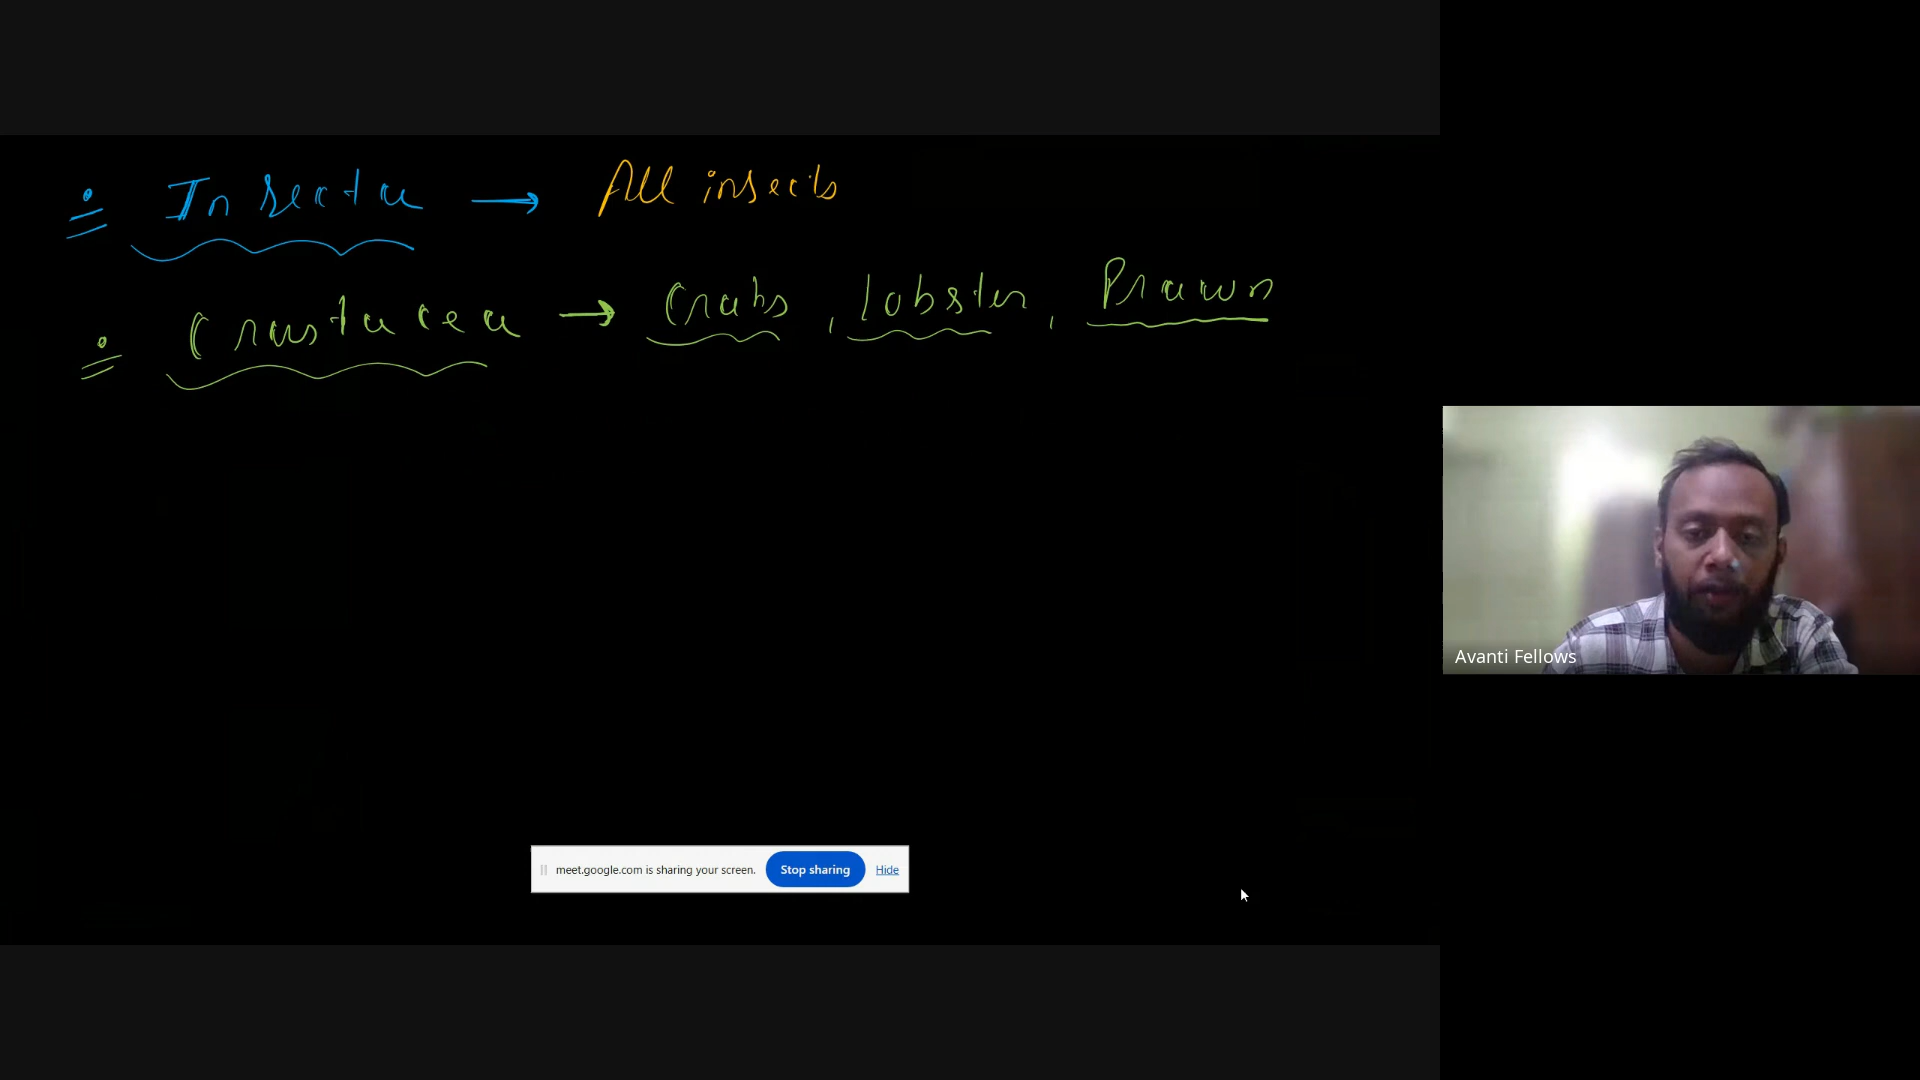 Insecta → All insects
Crustacea → Crabs, lobster, Prawn
Avanti Fellows
meet.google.com is sharing your screen. Stop sharing Hide